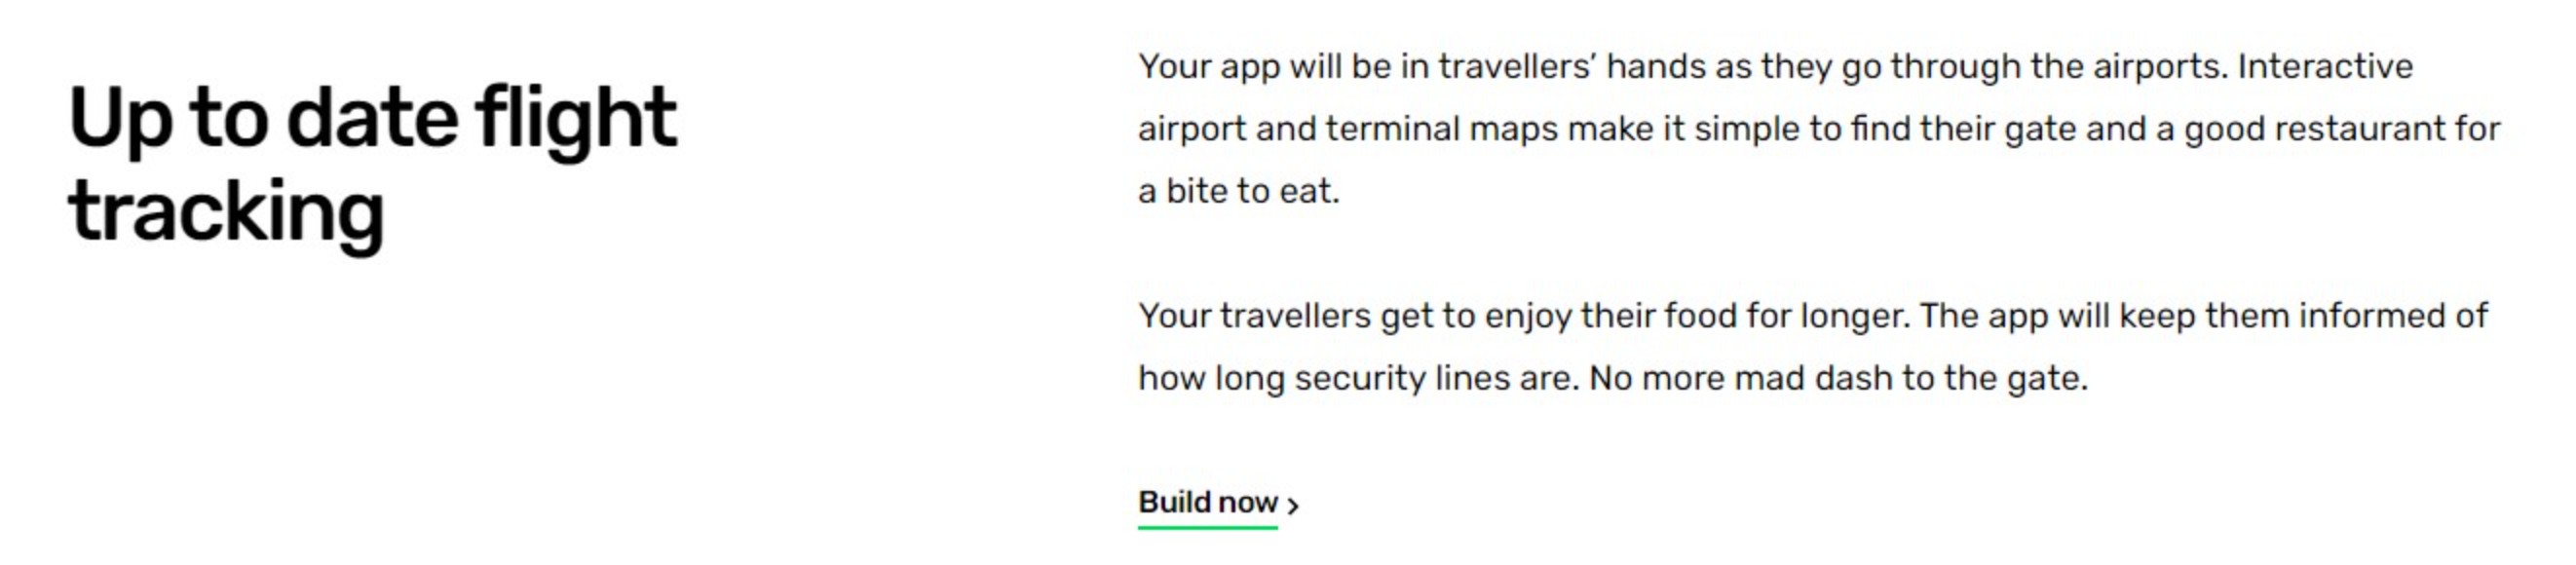 Up to date flight
tracking
Your app will be in travellers’ hands as they go through the airports. Interactive
airport and terminal maps make it simple to find their gate and a good restaurant for
a bite to eat.
Your travellers get to enjoy their food for longer. The app will keep them informed of
how long security lines are. No more mad dash to the gate.
Build now ›